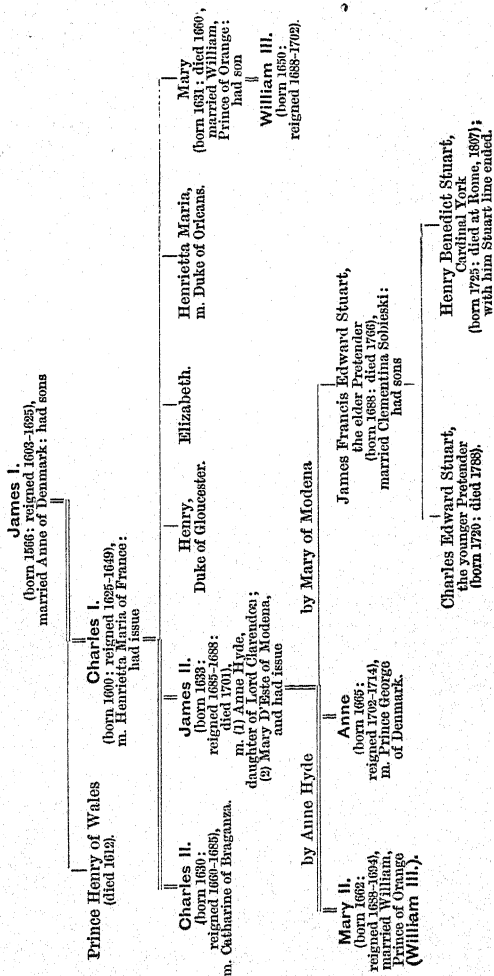 James I.
(born 1566: reigned 1603-1625),
married Anne of Denmark: had sons
Prince Henry of Wales
(died 1612).
Charles I.
(born 1600: reigned 1625-1649),
m. Henrietta Maria of France:
had issue
Charles II.
(born 1630:
reigned 1660-1685),
m. Catharine of Braganza.
James II.
(born 1633:
reigned 1685-1688:
died 1701),
m. (1) Anne Hyde,
daughter of Lord Clarendon;
(2) Mary D'Este of Modena,
and had issue
Henry,
Duke of Gloucester.
Elizabeth.
Henrietta Maria,
m. Duke of Orleans.
Mary
(born 1631: died 1660),
married William,
Prince of Orange:
had son
William III.
(born 1650:
reigned 1688-1702).
by Anne Hyde
by Mary of Modena
Mary II.
(born 1662:
reigned 1688-1694),
married William,
Prince of Orange
(William III.).
Anne
(born 1665:
reigned 1702-1714),
m. Prince George
of Denmark.
James Francis Edward Stuart,
the elder Pretender
(born 1688: died 1766),
married Clementina Sobieski:
had sons
Charles Edward Stuart,
the younger Pretender
(born 1720: died 1788).
Henry Benedict Stuart,
Cardinal York
(born 1725: died at Rome, 1807);
with him Stuart line ended.